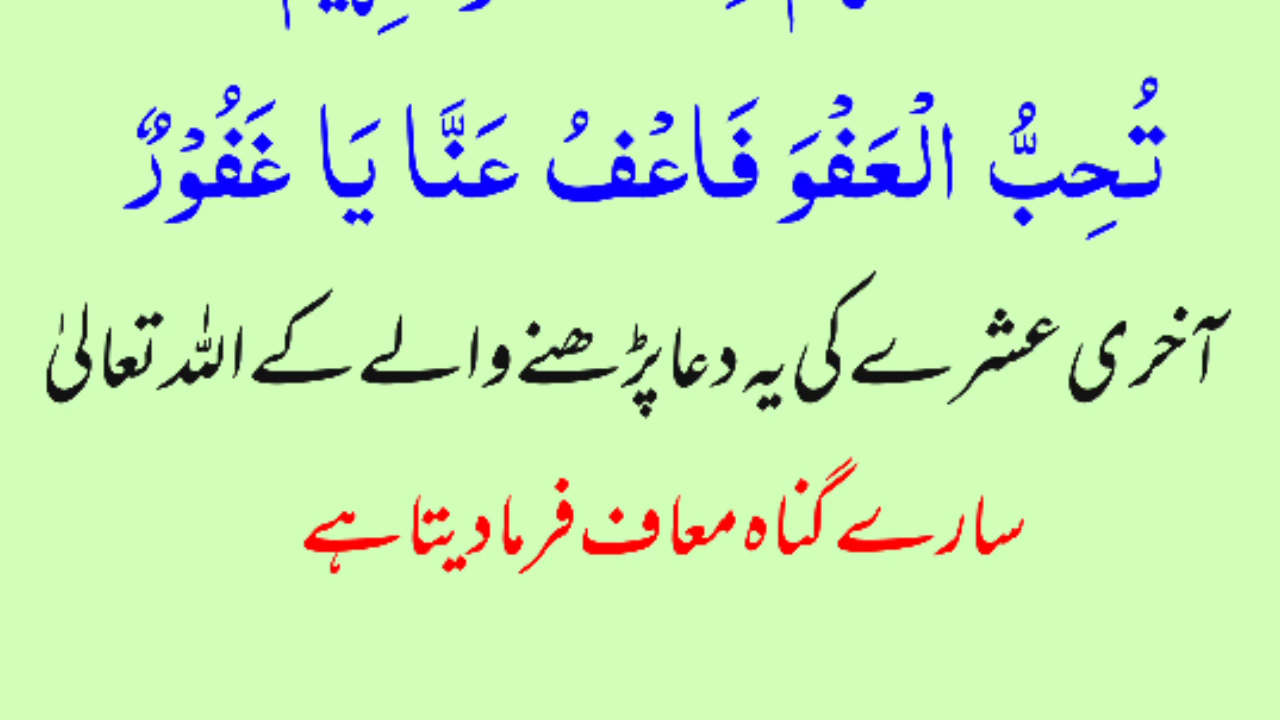 تُحِبُّ الْعَفْوَ فَاعْفُ عَنَّا يَا غَفُوْرٌ
آخری عشرے کی یہ دعا پڑھنے والے کے اللہ تعالیٰ
سارے گناہ معاف فرما دیتا ہے